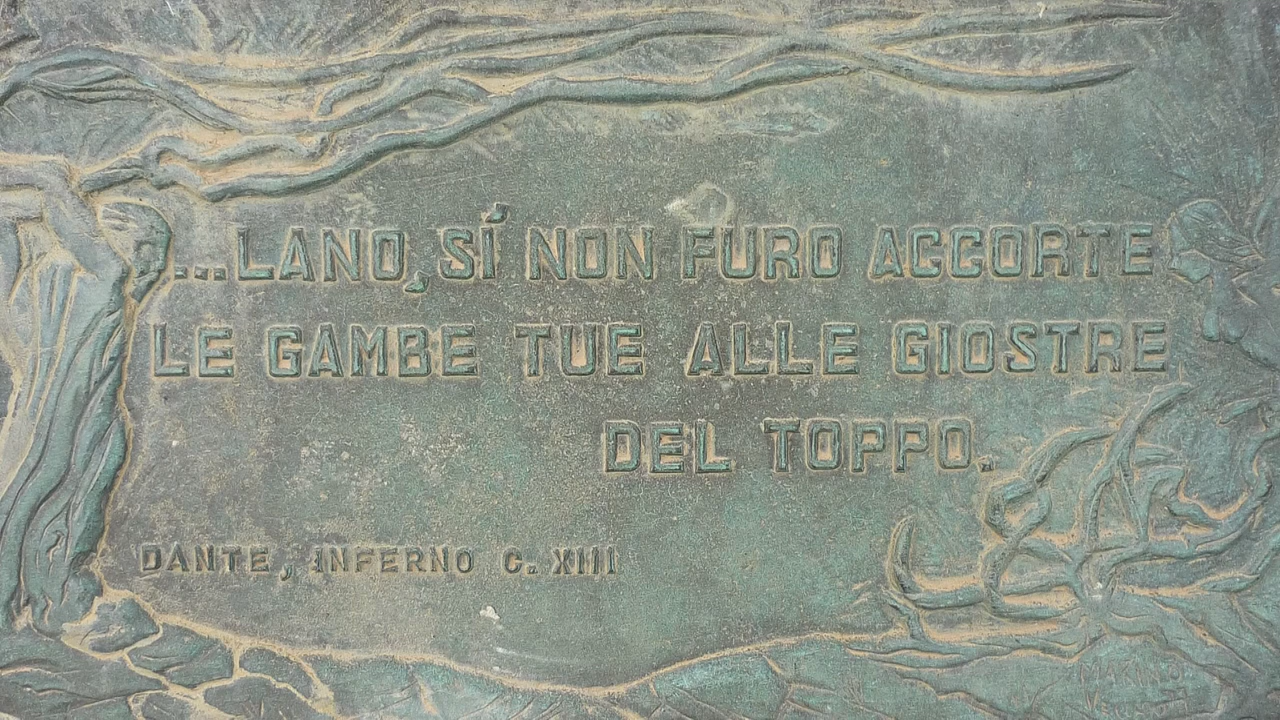 ...LANO, SÍ NON FURO ACCORTE
LE GAMBE TUE ALLE GIOSTRE
DEL TOPPO.
DANTE, INFERNO C. XIII